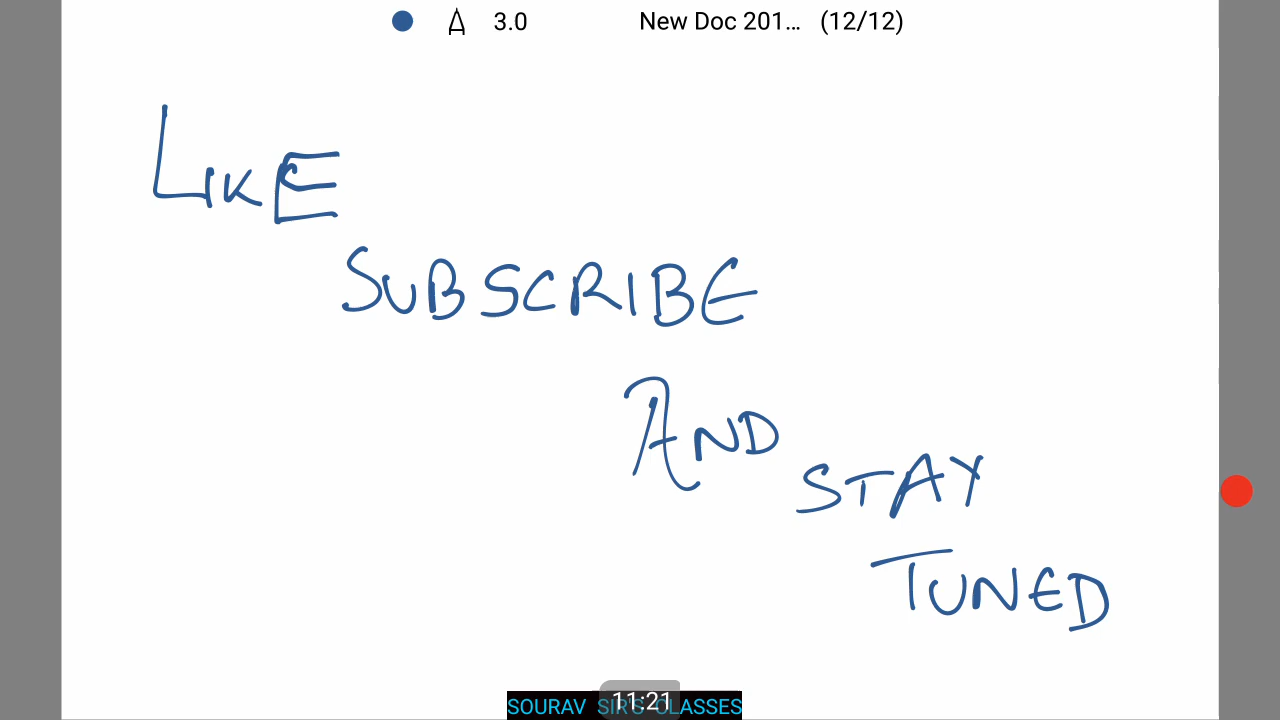 3.0 New Doc 201... (12/12)
LIKE
SUBSCRIBE
AND
STAY
TUNED
11:21
SOURAV SIR'S CLASSES